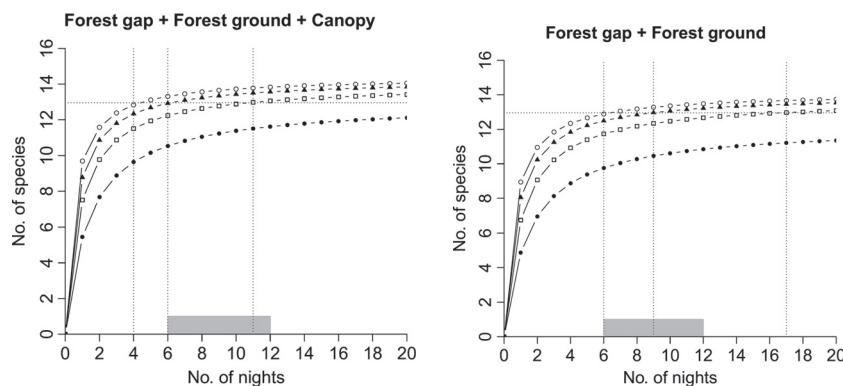 Forest gap + Forest ground + Canopy
No. of species
16
14
12
10
8
6
4
2
0
0 2 4 6 8 10 12 14 16 18 20
No. of nights
Forest gap + Forest ground
No. of species
16
14
12
10
8
6
4
2
0
0 2 4 6 8 10 12 14 16 18 20
No. of nights